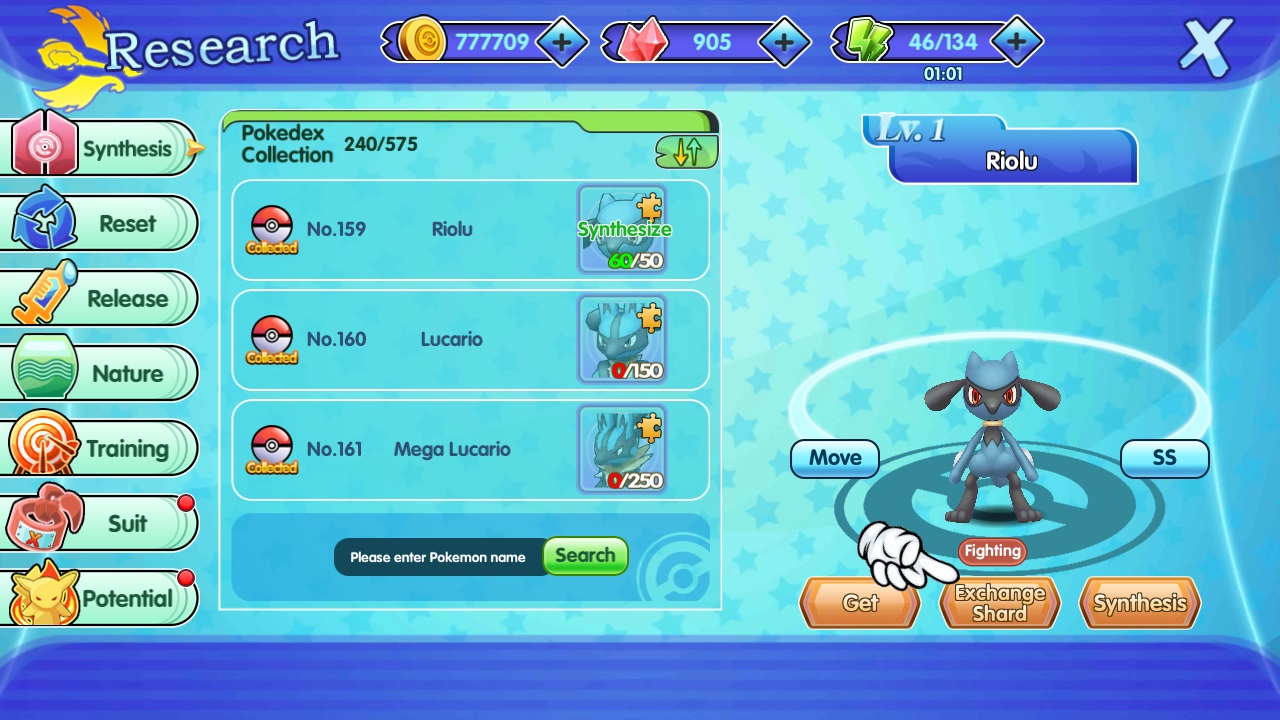 Research
777709
905
46/134
01:01
Synthesis
Reset
Release
Nature
Training
Suit
Potential
Pokedex
Collection 240/575
Collected No.159 Riolu Synthesize
60/50
Collected No.160 Lucario
0/150
Collected No.161 Mega Lucario
0/250
Please enter Pokemon name Search
Lv. 1
Riolu
Move
SS
Fighting
Get
Exchange
Shard
Synthesis